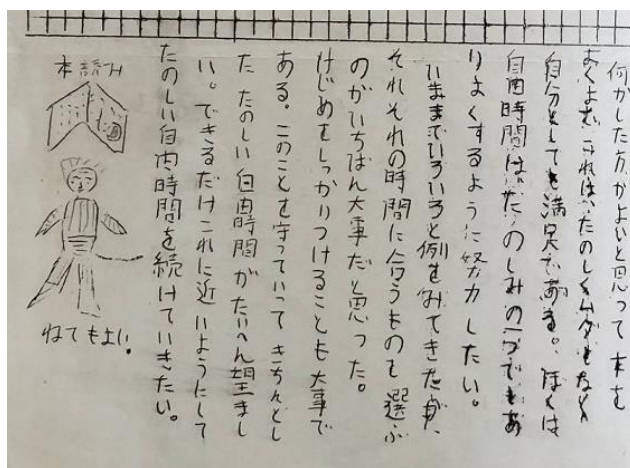 何かした方がよいと思って本を
よくよむ。これは、たのしくムダもなく
自分としても満足である。ぼくは
自由時間は、たのしみの一つでもあ
りよくするように努力したい。
いままでいろいろと例をみてきたが、
それそれの時間に合うものを選ぶ
のがいちばん大事だと思った。
けじめをしっかりつけることも大事で
ある。このことを守っていってきちんとし
た、たのしい自由時間がたいへん望まし
い。できるだけこれに近いようにして
たのしい自由時間を続けていきたい。
本読み
ねてもよい。